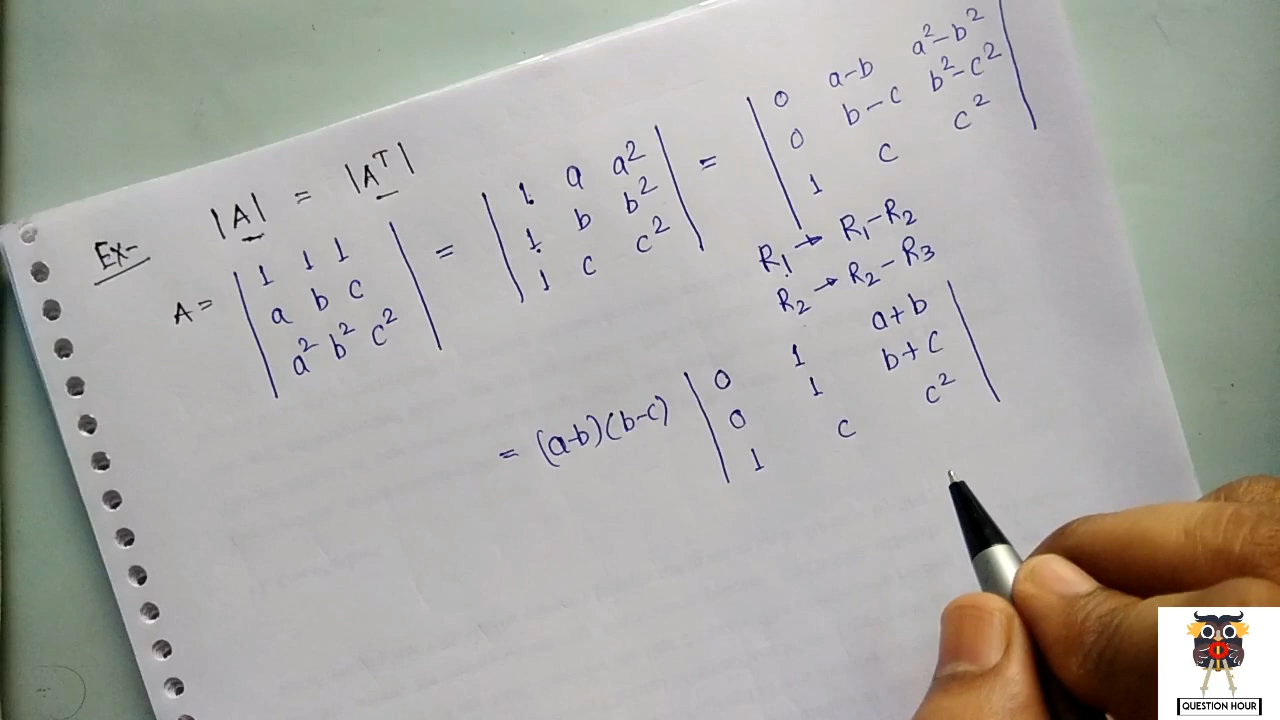 |A| = |Aᵀ|
Ex-
A = | 1 1 1 | = | 1 a a² | = | 0 a-b a²-b² |
| a b c | | 1 b b² | | 0 b-c b²-c² |
| a² b² c² | | 1 c c² | | 1 c c² |
R₁ → R₁-R₂
R₂ → R₂-R₃
= (a-b)(b-c) | 0 1 a+b |
| 0 1 b+c |
| 1 c c² |
QUESTION HOUR